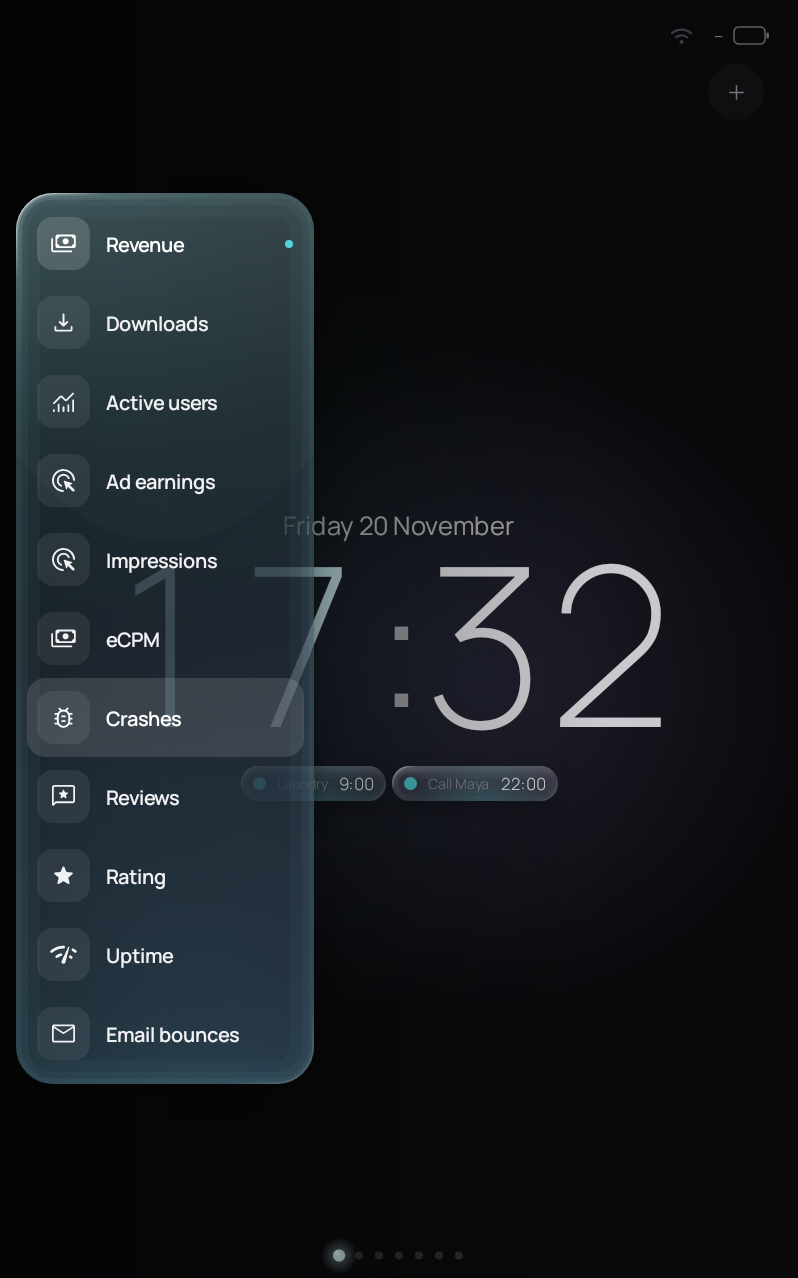 –
+
Revenue
Downloads
Active users
Ad earnings
Friday 20 November
Impressions
17:32
eCPM
Crashes
Laundry 9:00
Call Maya 22:00
Reviews
Rating
Uptime
Email bounces